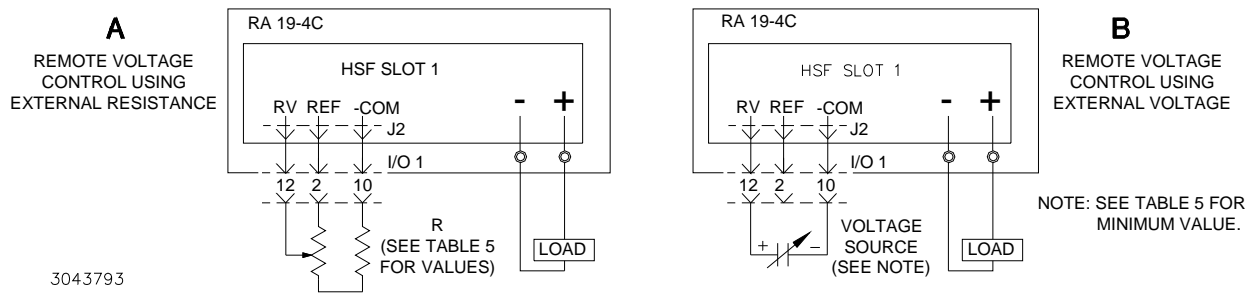 A
REMOTE VOLTAGE
CONTROL USING
EXTERNAL RESISTANCE
RA 19-4C
HSF SLOT 1
RV REF -COM
- +
J2
I/O 1
12 2 10
R
(SEE TABLE 5
FOR VALUES)
LOAD
3043793
RA 19-4C
HSF SLOT 1
RV REF -COM
- +
J2
I/O 1
12 2 10
+ -
VOLTAGE
SOURCE
(SEE NOTE)
LOAD
B
REMOTE VOLTAGE
CONTROL USING
EXTERNAL VOLTAGE
NOTE: SEE TABLE 5 FOR
MINIMUM VALUE.